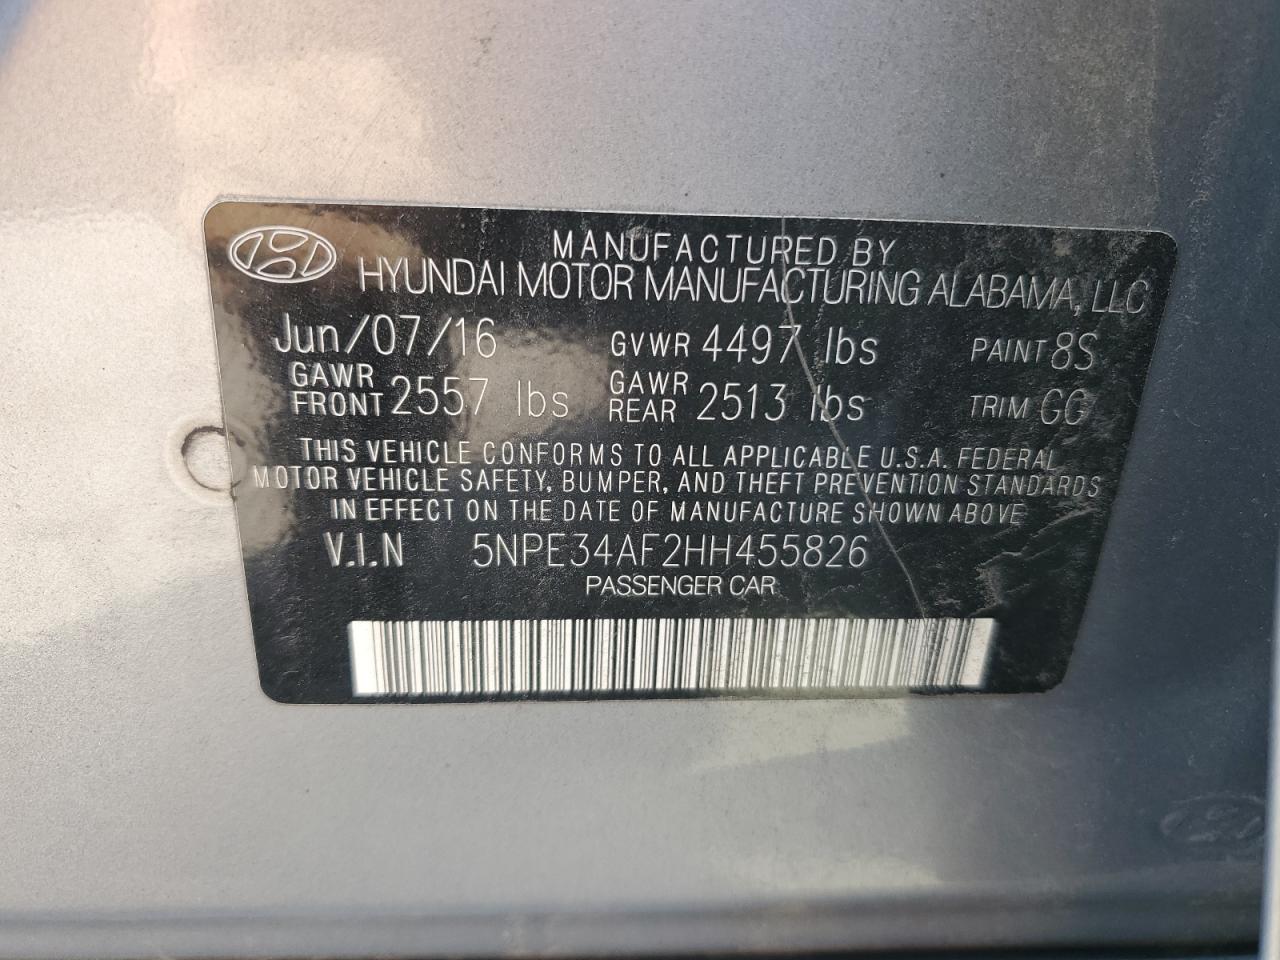 MANUFACTURED BY
HYUNDAI MOTOR MANUFACTURING ALABAMA, LLC
Jun/07/16 GVWR 4497 lbs PAINT 8S
GAWR FRONT 2557 lbs GAWR REAR 2513 lbs TRIM GG
THIS VEHICLE CONFORMS TO ALL APPLICABLE U.S.A. FEDERAL
MOTOR VEHICLE SAFETY, BUMPER, AND THEFT PREVENTION STANDARDS
IN EFFECT ON THE DATE OF MANUFACTURE SHOWN ABOVE
V.I.N 5NPE34AF2HH455826
PASSENGER CAR